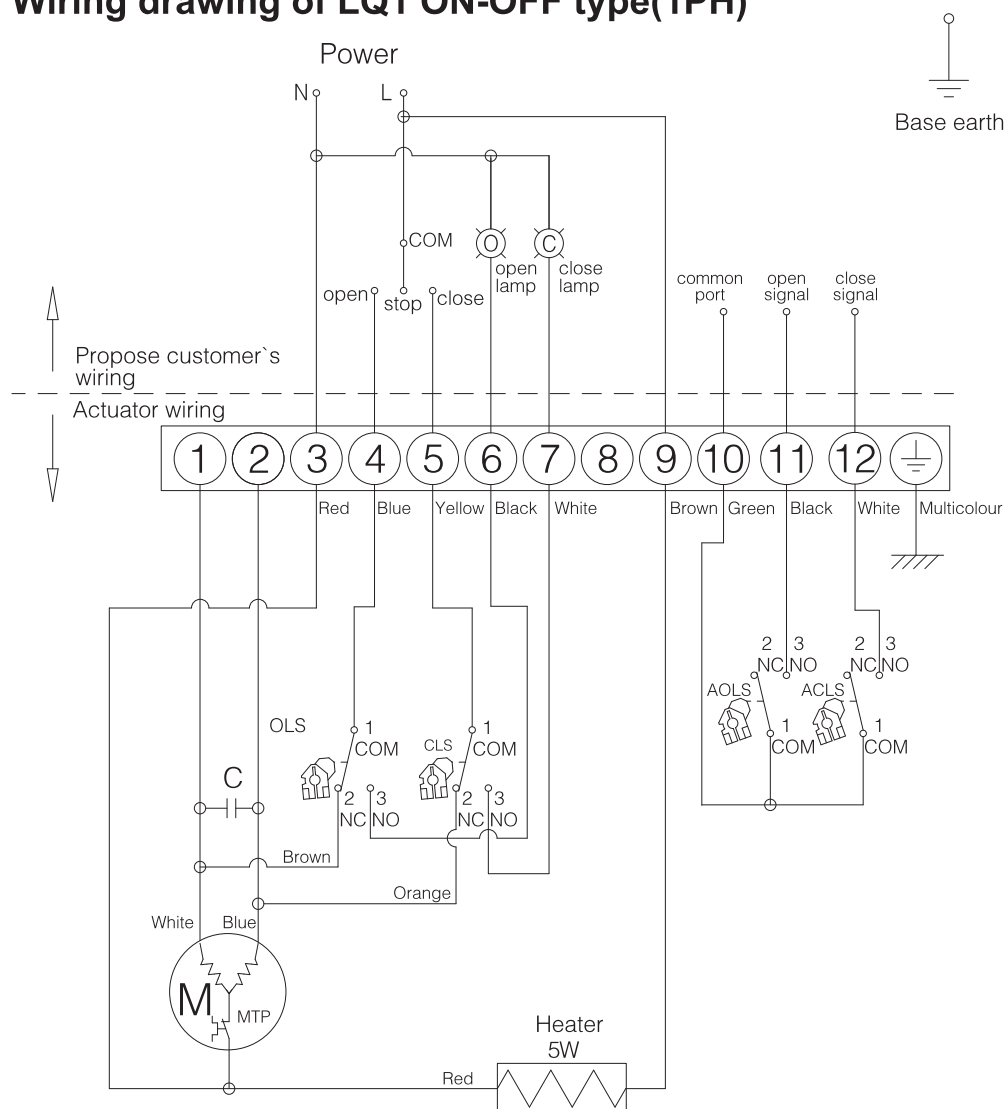 Wiring drawing of LQ1 ON-OFF type(1PH)
Power
N L
Base earth
COM
O C
open lamp
close lamp
open stop close
common port
open signal
close signal
Propose customer`s
wiring
Actuator wiring
1 2 3 4 5 6 7 8 9 10 11 12
Red Blue Yellow Black White Brown Green Black White Multicolour
2 3 2 3
NC NO NC NO
AOLS ACLS
OLS 1 CLS 1 1 1
COM COM COM COM
C
2 3 2 3
NC NO NC NO
Brown
Orange
White Blue
M MTP
Heater
5W
Red